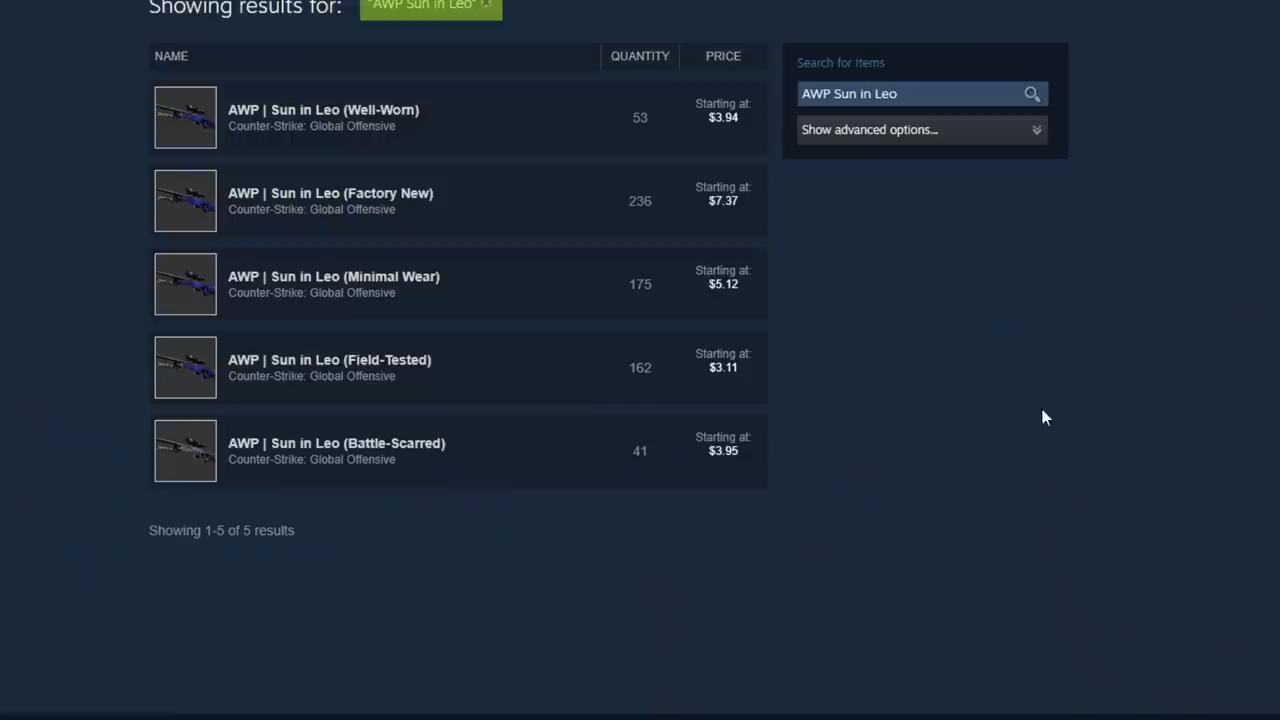 Showing results for: "AWP Sun in Leo"
NAME QUANTITY PRICE
AWP | Sun in Leo (Well-Worn)
Counter-Strike: Global Offensive
53
Starting at:
$3.94
AWP | Sun in Leo (Factory New)
Counter-Strike: Global Offensive
236
Starting at:
$7.37
AWP | Sun in Leo (Minimal Wear)
Counter-Strike: Global Offensive
175
Starting at:
$5.12
AWP | Sun in Leo (Field-Tested)
Counter-Strike: Global Offensive
162
Starting at:
$3.11
AWP | Sun in Leo (Battle-Scarred)
Counter-Strike: Global Offensive
41
Starting at:
$3.95
Showing 1-5 of 5 results
Search for Items
AWP Sun in Leo
Show advanced options...